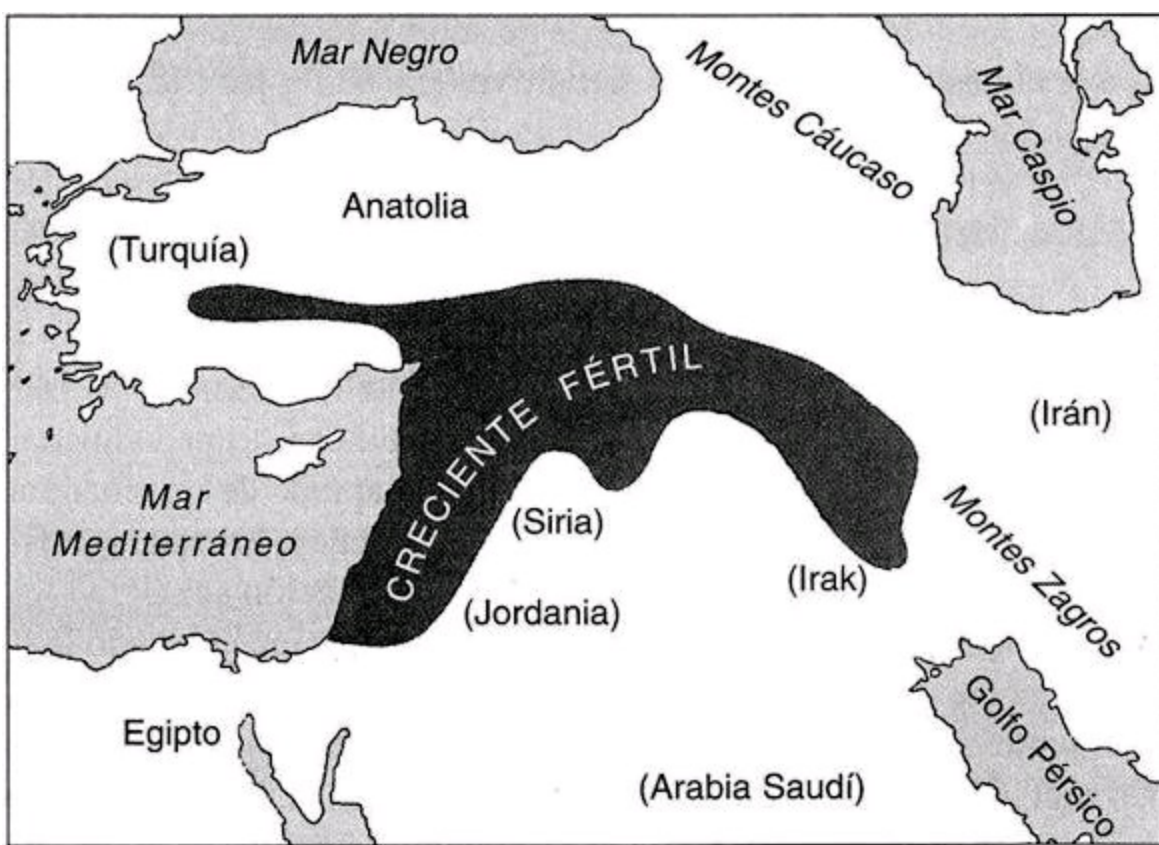 Mar Negro
Montes Cáucaso
Mar Caspio
Anatolia
(Turquía)
CRECIENTE FÉRTIL
(Irán)
Mar
Mediterráneo
(Siria)
(Irak)
Montes Zagros
(Jordania)
Egipto
Golfo Pérsico
(Arabia Saudí)